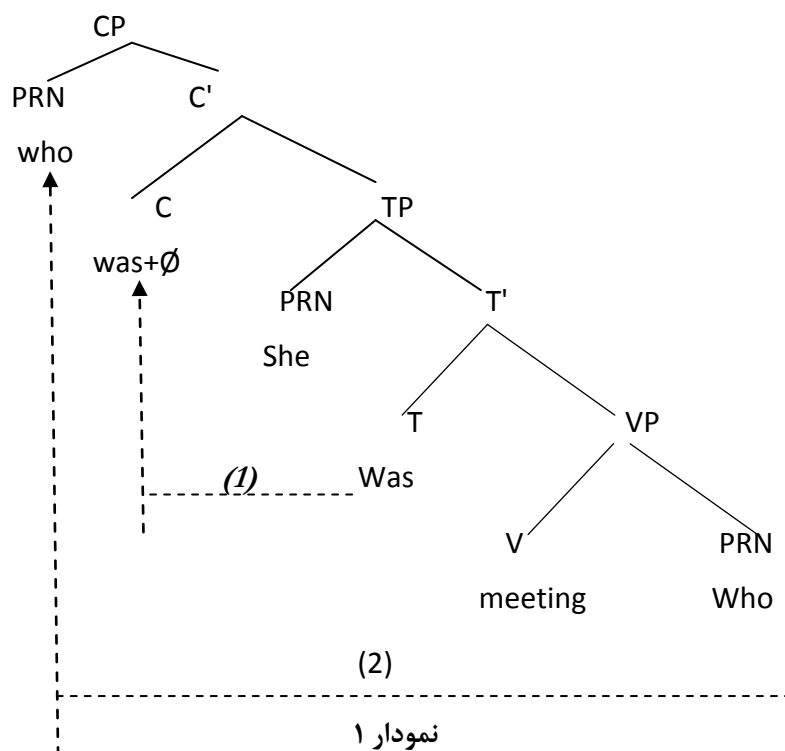 CP
PRN C'
who
C TP
was+Ø
PRN T'
She
T VP
(1) Was
V PRN
meeting Who
(2)
نمودار ۱